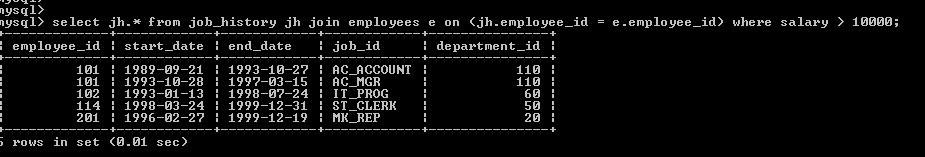 mysql>
mysql> select jh.* from job_history jh join employees e on (jh.employee_id = e.employee_id) where salary > 10000;
+-------------+------------+------------+------------+---------------+
| employee_id | start_date | end_date | job_id | department_id |
+-------------+------------+------------+------------+---------------+
| 101 | 1989-09-21 | 1993-10-27 | AC_ACCOUNT | 110 |
| 101 | 1993-10-28 | 1997-03-15 | AC_MGR | 110 |
| 102 | 1993-01-13 | 1998-07-24 | IT_PROG | 60 |
| 114 | 1998-03-24 | 1999-12-31 | ST_CLERK | 50 |
| 201 | 1996-02-27 | 1999-12-19 | MK_REP | 20 |
+-------------+------------+------------+------------+---------------+
5 rows in set (0.01 sec)